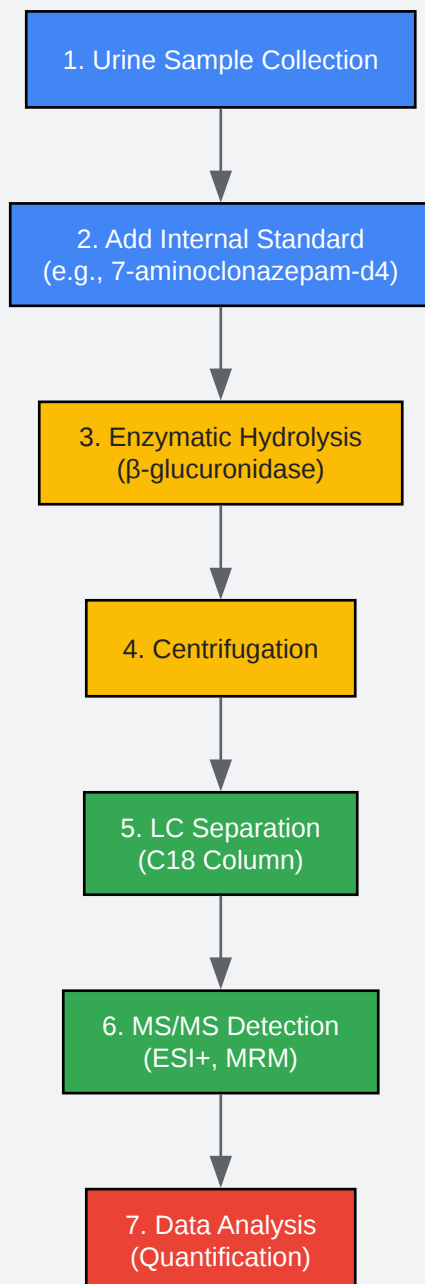 1. Urine Sample Collection
2. Add Internal Standard
(e.g., 7-aminoclonazepam-d4)
3. Enzymatic Hydrolysis
(β-glucuronidase)
4. Centrifugation
5. LC Separation
(C18 Column)
6. MS/MS Detection
(ESI+, MRM)
7. Data Analysis
(Quantification)